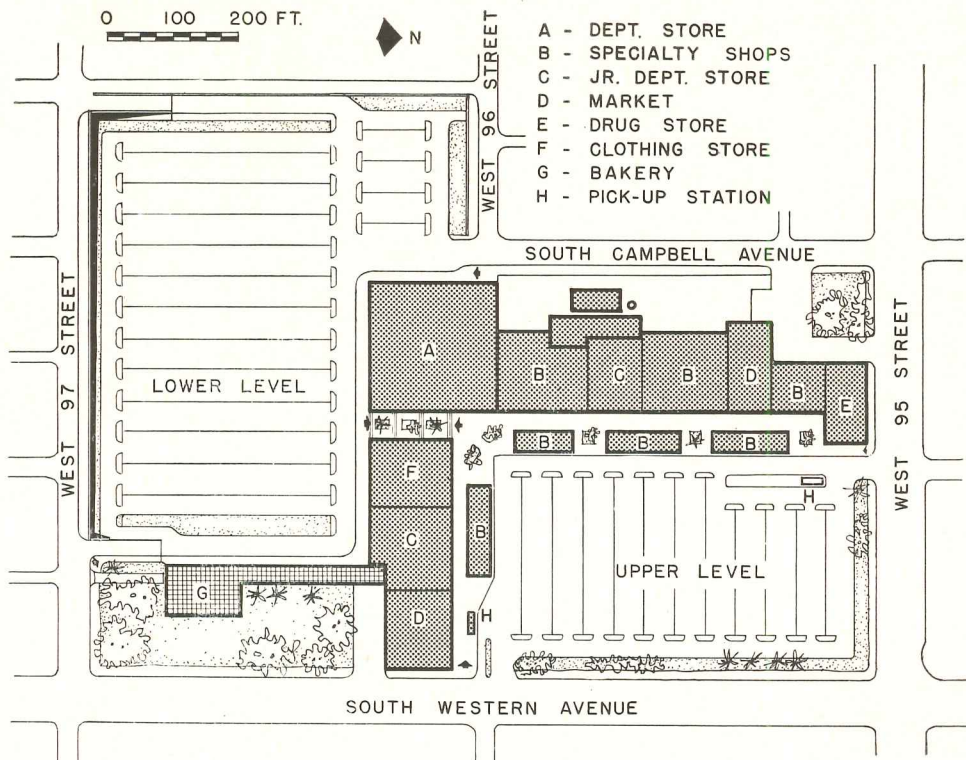 0 100 200 FT.
N
A - DEPT. STORE
B - SPECIALTY SHOPS
C - JR. DEPT. STORE
D - MARKET
E - DRUG STORE
F - CLOTHING STORE
G - BAKERY
H - PICK-UP STATION
WEST 96 STREET
SOUTH CAMPBELL AVENUE
WEST 97 STREET
LOWER LEVEL
A
B
C
B
D
B
E
WEST 95 STREET
B
B
B
F
H
B
C
UPPER LEVEL
G
D
H
SOUTH WESTERN AVENUE